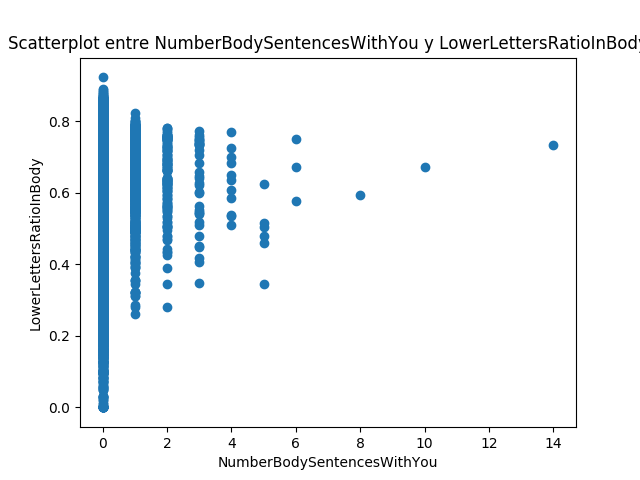 Scatterplot entre NumberBodySentencesWithYou y LowerLettersRatioInBody
0.8
0.6
0.4
0.2
0.0
LowerLettersRatioInBody
0 2 4 6 8 10 12 14
NumberBodySentencesWithYou